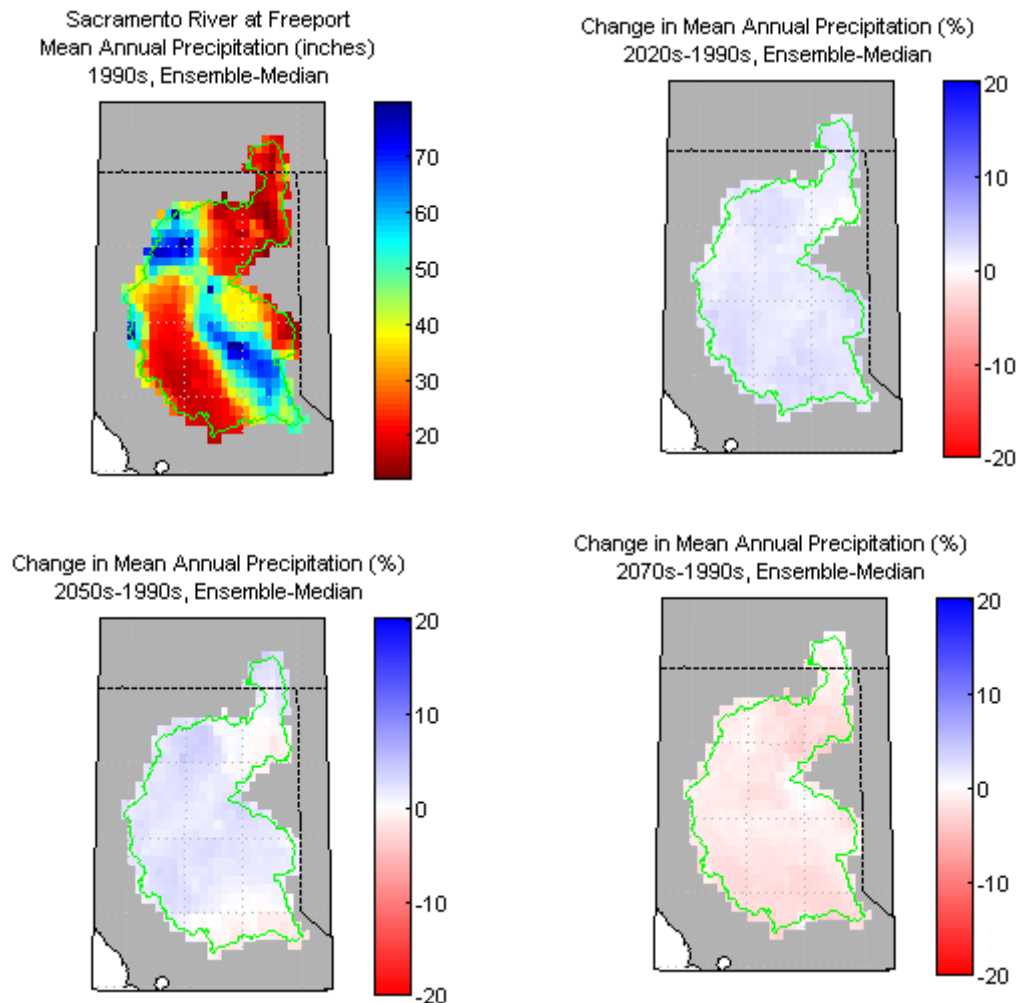 Sacramento River at Freeport
Mean Annual Precipitation (inches)
1990s, Ensemble-Median
70
60
50
40
30
20
Change in Mean Annual Precipitation (%)
2020s-1990s, Ensemble-Median
20
10
0
-10
-20
Change in Mean Annual Precipitation (%)
2050s-1990s, Ensemble-Median
20
10
0
-10
-20
Change in Mean Annual Precipitation (%)
2070s-1990s, Ensemble-Median
20
10
0
-10
-20